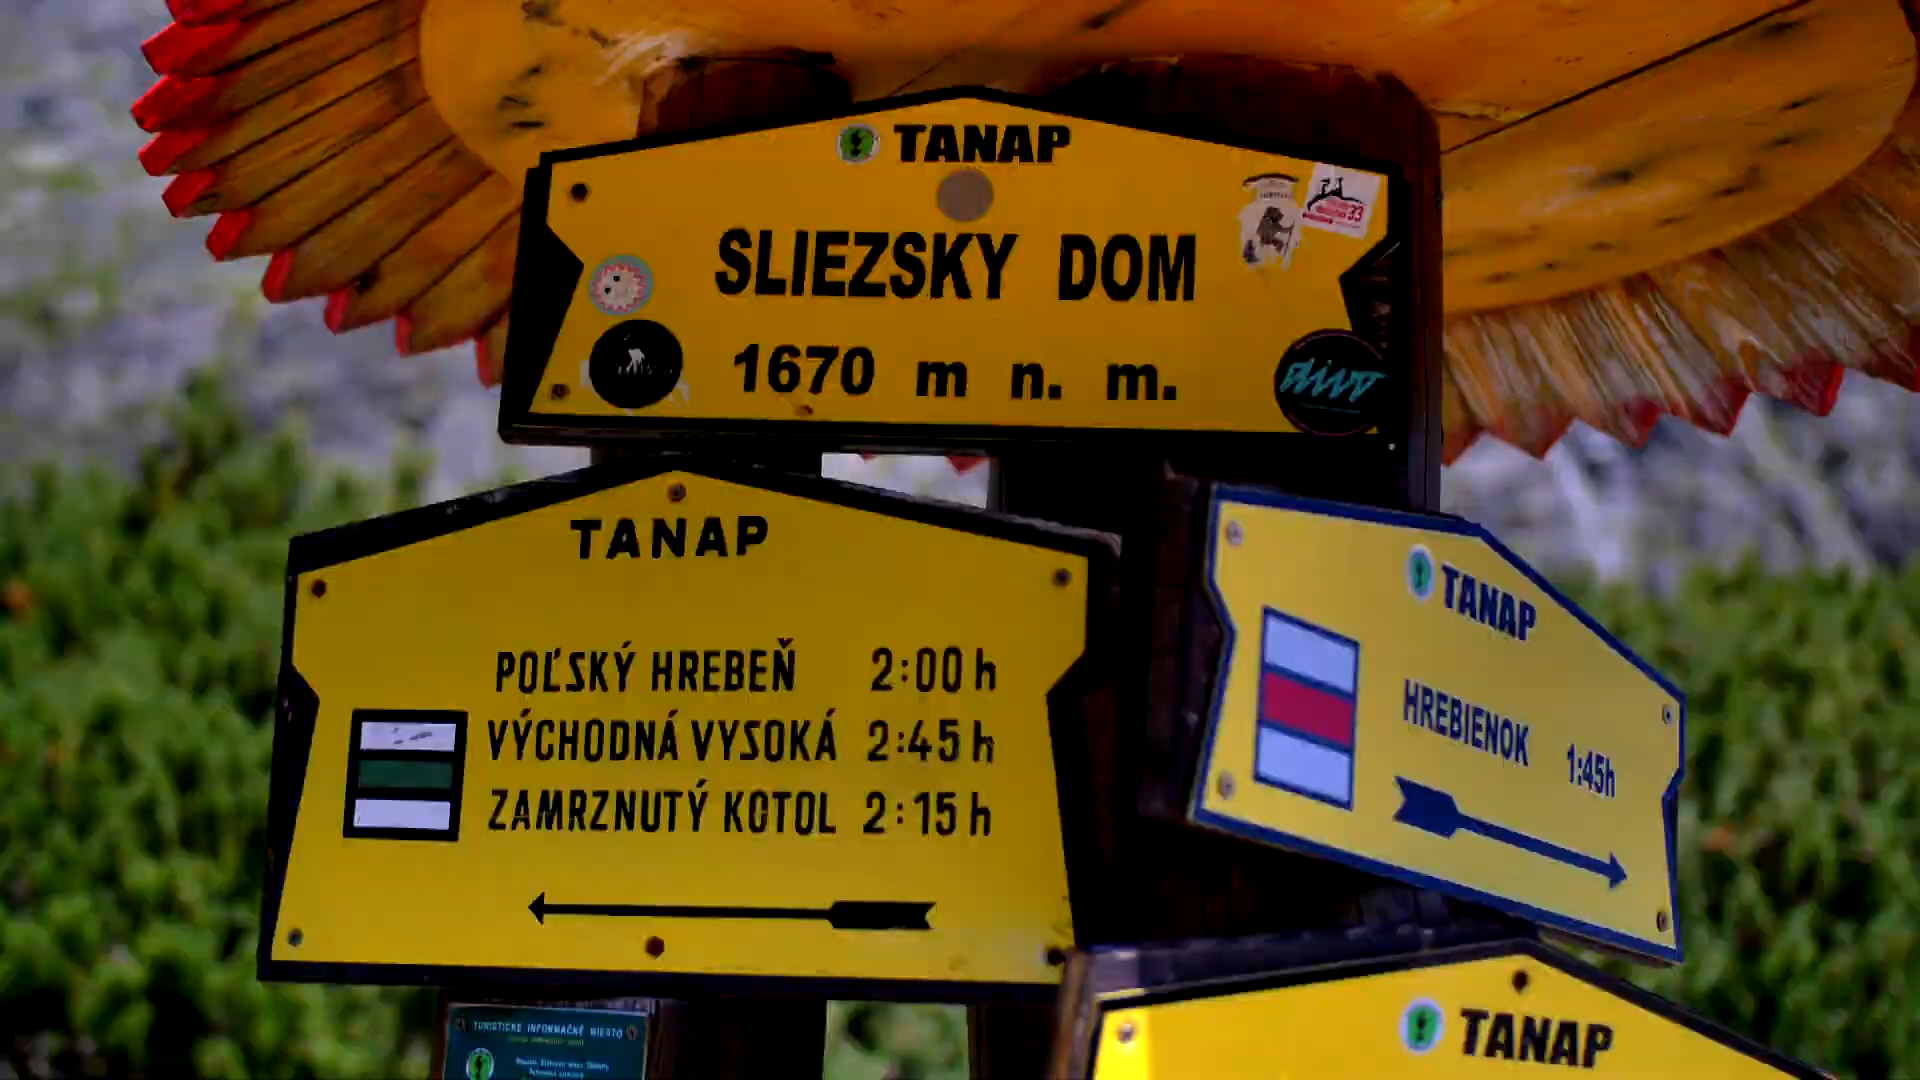 TANAP
SLIEZSKY DOM
1670 m n. m.
divo
TANAP
POĽSKÝ HREBEŇ 2:00 h
VÝCHODNÁ VYSOKÁ 2:45 h
ZAMRZNUTÝ KOTOL 2:15 h
TANAP
HREBIENOK 1:45h
TURISTICKÉ INFORMAČNÉ MIESTO
TANAP